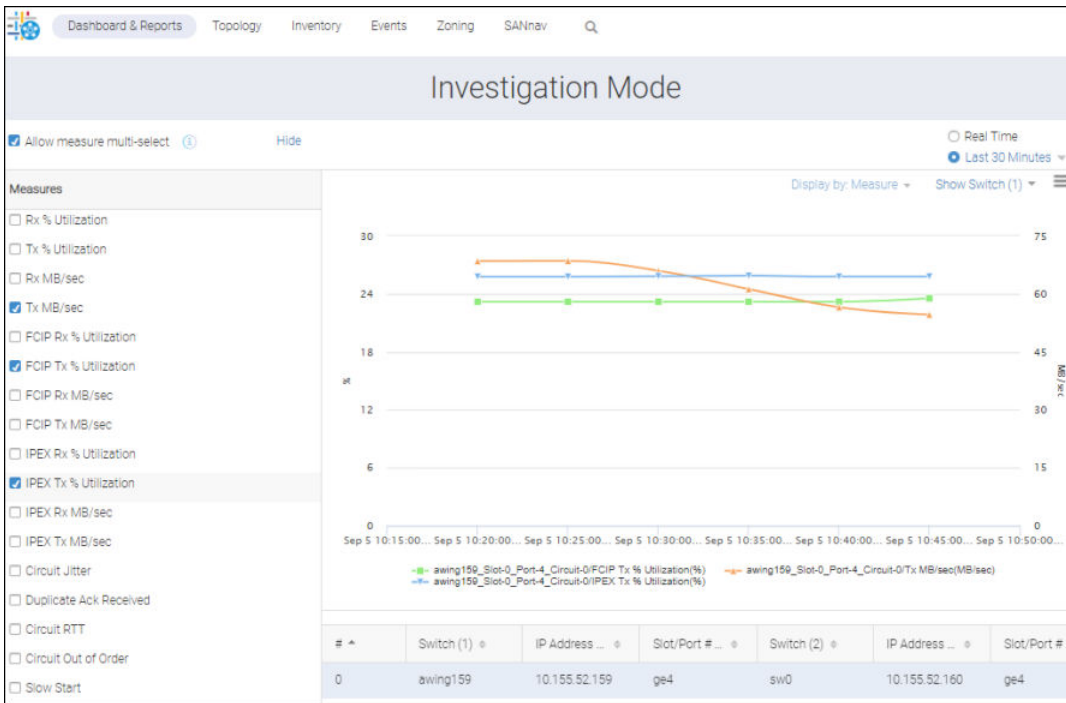 Dashboard & Reports Topology Inventory Events Zoning SANnav
Investigation Mode
Allow measure multi-select Hide
Real Time
Last 30 Minutes
Measures
Display by: Measure Show Switch (1)
Rx % Utilization
Tx % Utilization
Rx MB/sec
Tx MB/sec
FCIP Rx % Utilization
FCIP Tx % Utilization
FCIP Rx MB/sec
FCIP Tx MB/sec
IPEX Rx % Utilization
IPEX Tx % Utilization
IPEX Rx MB/sec
IPEX Tx MB/sec
Circuit Jitter
Duplicate Ack Received
Circuit RTT
Circuit Out of Order
Slow Start
30 75
24 60
18 45
%
MB/sec
12 30
6 15
0 0
Sep 5 10:15:00... Sep 5 10:20:00... Sep 5 10:25:00... Sep 5 10:30:00... Sep 5 10:35:00... Sep 5 10:40:00... Sep 5 10:45:00... Sep 5 10:50:00...
awing159_Slot-0_Port-4_Circuit-0/FCIP Tx % Utilization(%) awing159_Slot-0_Port-4_Circuit-0/Tx MB/sec(MB/sec)
awing159_Slot-0_Port-4_Circuit-0/IPEX Tx % Utilization(%)
# Switch (1) IP Address ... Slot/Port # ... Switch (2) IP Address ... Slot/Port #
0 awing159 10.155.52.159 ge4 sw0 10.155.52.160 ge4